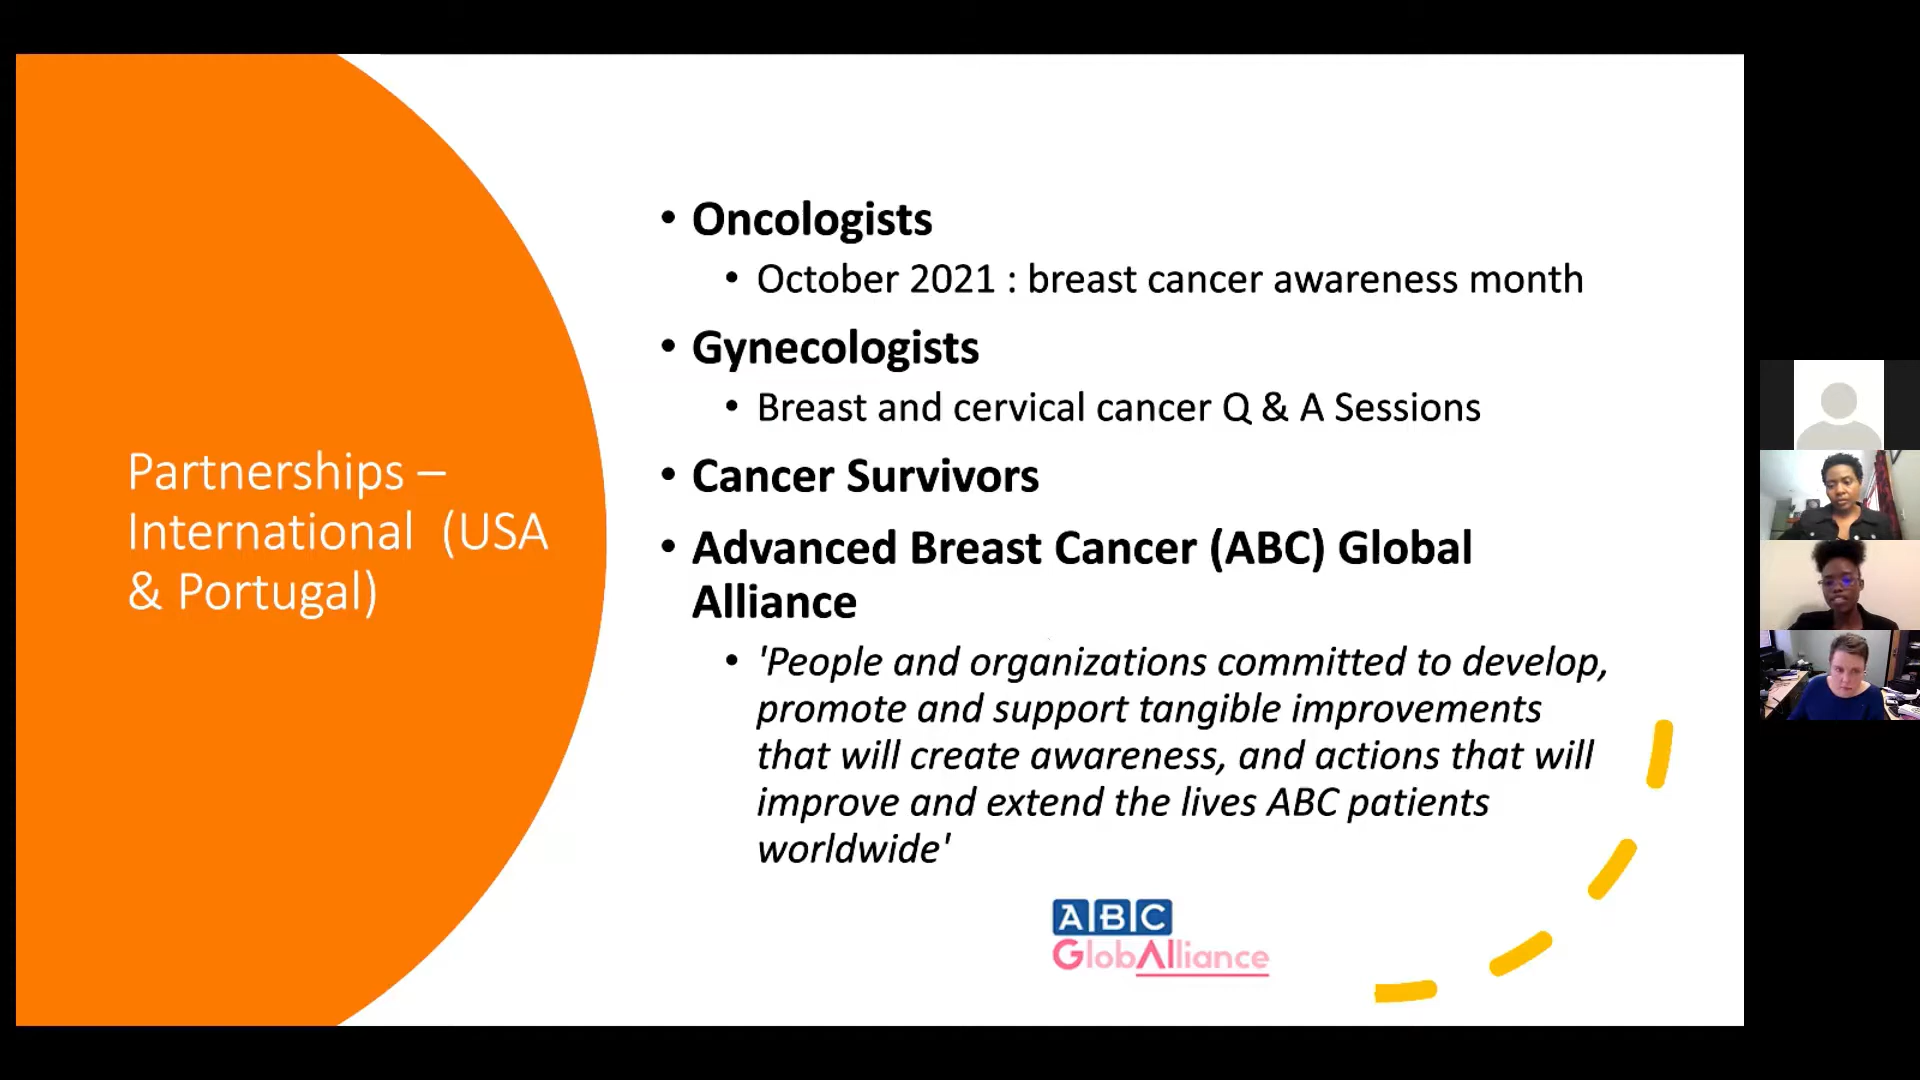 Partnerships –
International (USA
& Portugal)
• Oncologists
• October 2021 : breast cancer awareness month
• Gynecologists
• Breast and cervical cancer Q & A Sessions
• Cancer Survivors
• Advanced Breast Cancer (ABC) Global
Alliance
• 'People and organizations committed to develop,
promote and support tangible improvements
that will create awareness, and actions that will
improve and extend the lives ABC patients
worldwide'
ABC
GlobAlliance